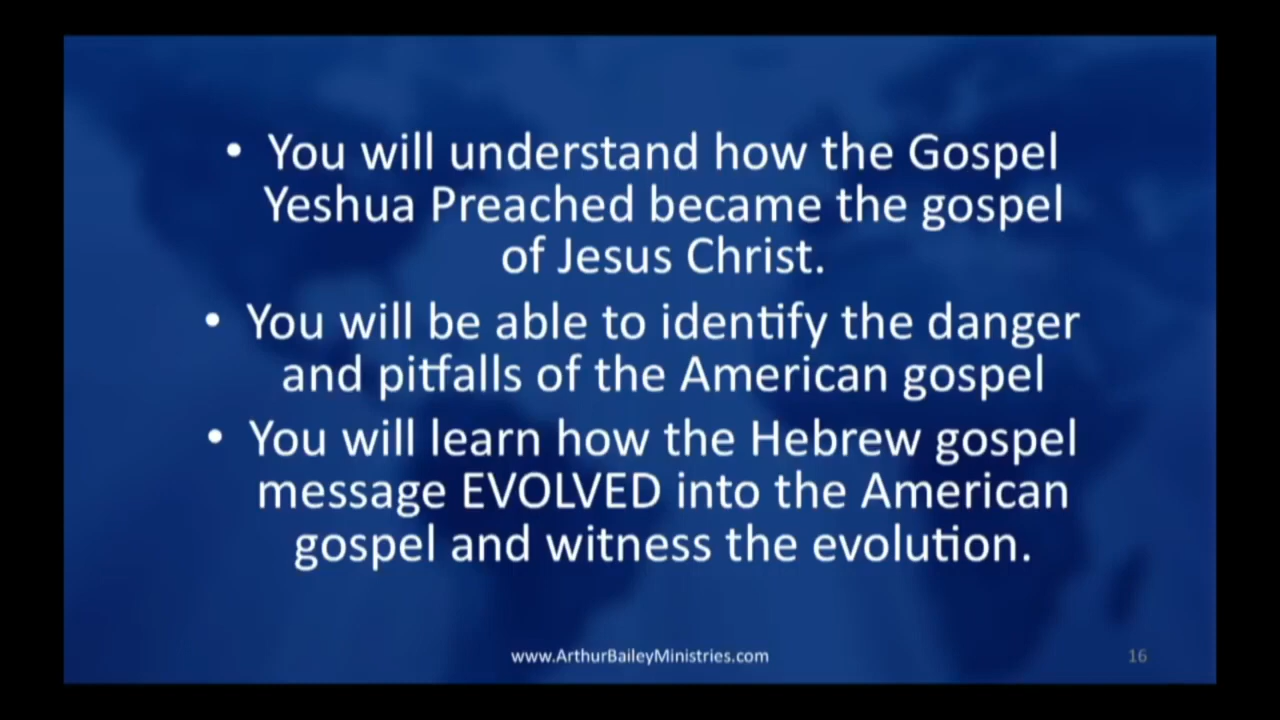 • You will understand how the Gospel
Yeshua Preached became the gospel
of Jesus Christ.
• You will be able to identify the danger
and pitfalls of the American gospel
• You will learn how the Hebrew gospel
message EVOLVED into the American
gospel and witness the evolution.
www.ArthurBaileyMinistries.com
16